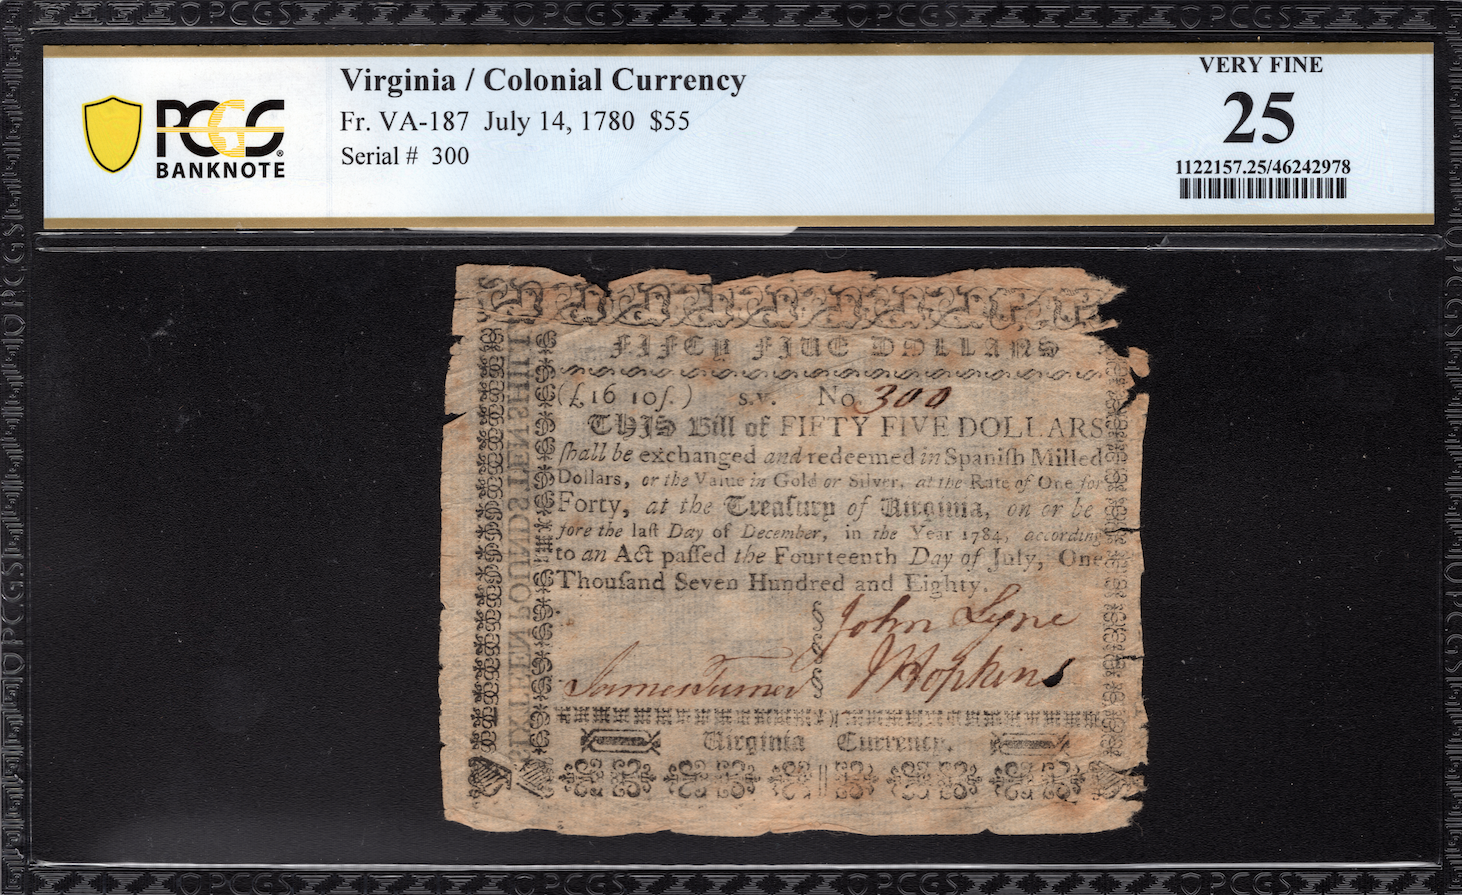 Virginia / Colonial Currency
Fr. VA-187 July 14, 1780 $55
Serial # 300
PCGS
BANKNOTE
VERY FINE
25
1122157.25/46242978
FIFTY FIVE DOLLARS
(£16 10ſ.) s.v. No 300
THIS Bill of FIFTY FIVE DOLLARS
ſhall be exchanged and redeemed in Spaniſh Milled
Dollars, or the Value in Gold or Silver, at the Rate of One for
Forty, at the Treaſury of Virginia, on or be
fore the laſt Day of December, in the Year 1784, according
to an Act paſſed the Fourteenth Day of July, One
Thouſand Seven Hundred and Eighty.
John Lyne
James Turner
J Hopkins
Virginia Currency.
SIXTEEN POUNDS TEN SHILL